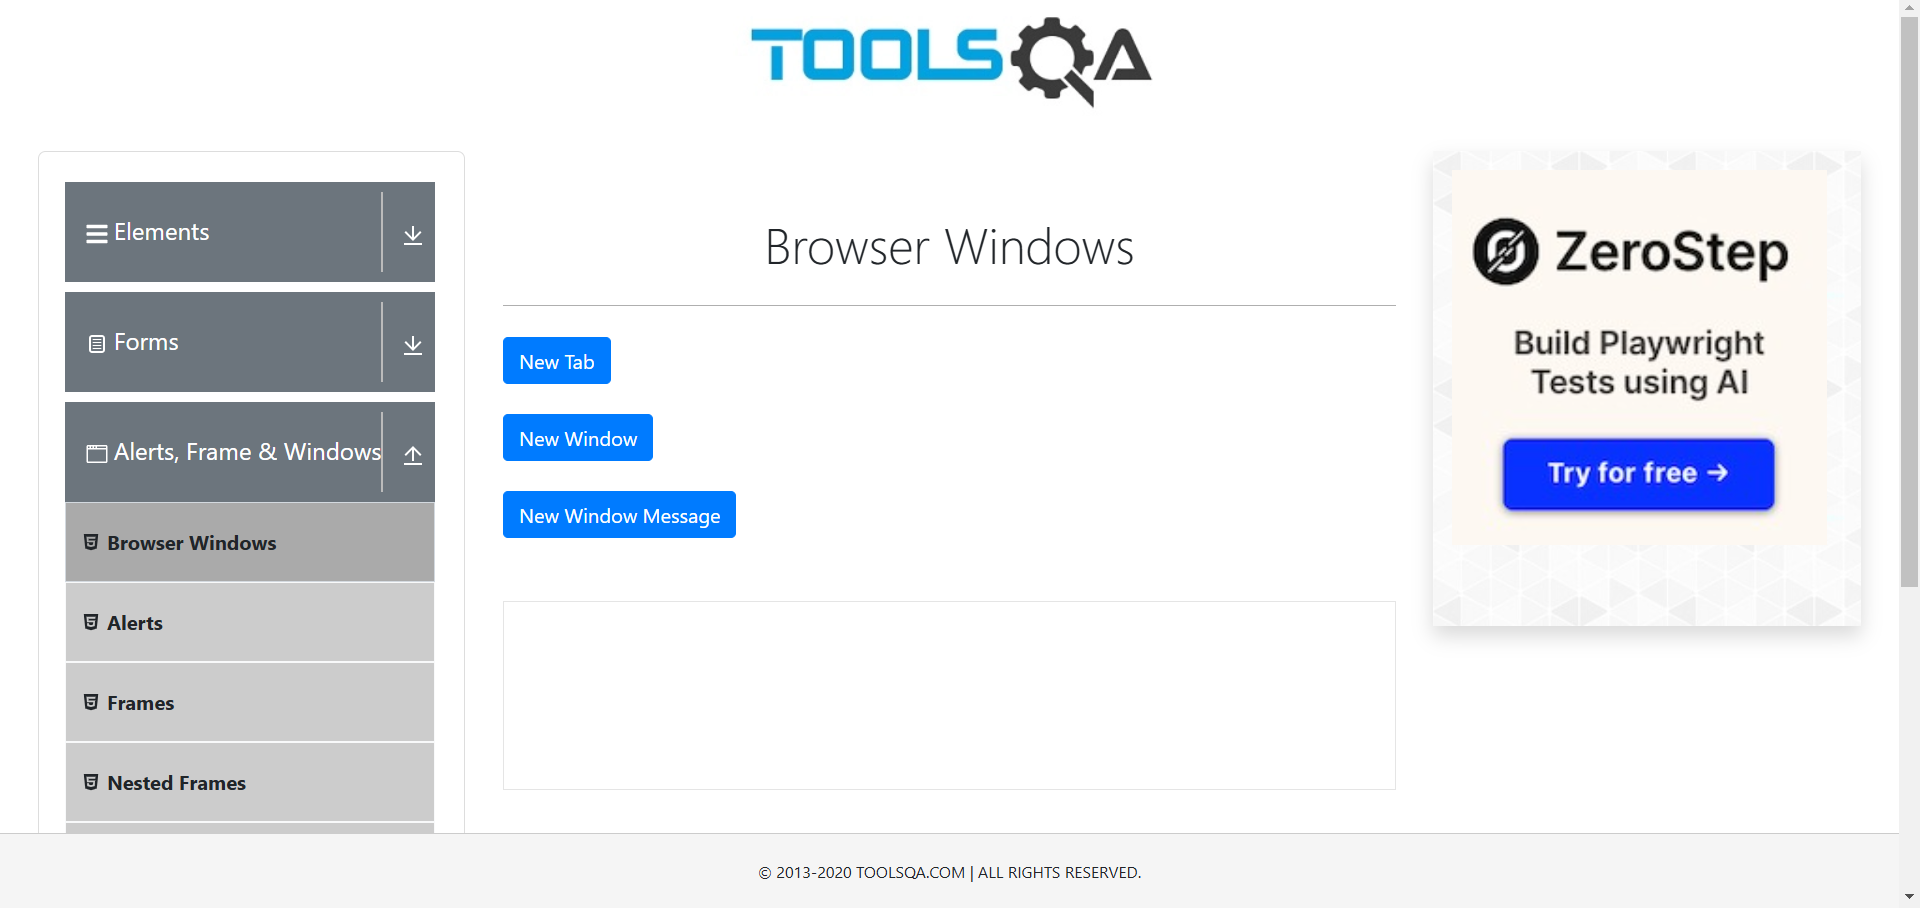 TOOLSQA
Elements
Forms
Alerts, Frame & Windows
Browser Windows
Alerts
Frames
Nested Frames
Browser Windows
New Tab
New Window
New Window Message
ZeroStep
Build Playwright
Tests using AI
Try for free →
© 2013-2020 TOOLSQA.COM | ALL RIGHTS RESERVED.